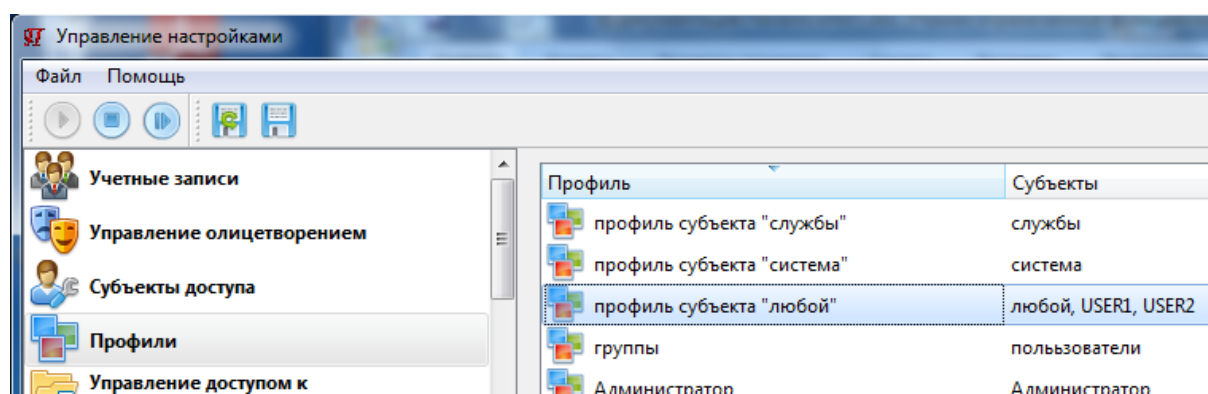 Управление настройками
Файл Помощь
Учетные записи
Управление олицетворением
Субъекты доступа
Профили
Управление доступом к
Профиль Субъекты
профиль субъекта "службы" службы
профиль субъекта "система" система
профиль субъекта "любой" любой, USER1, USER2
группы польззователи
Администратор Администратор